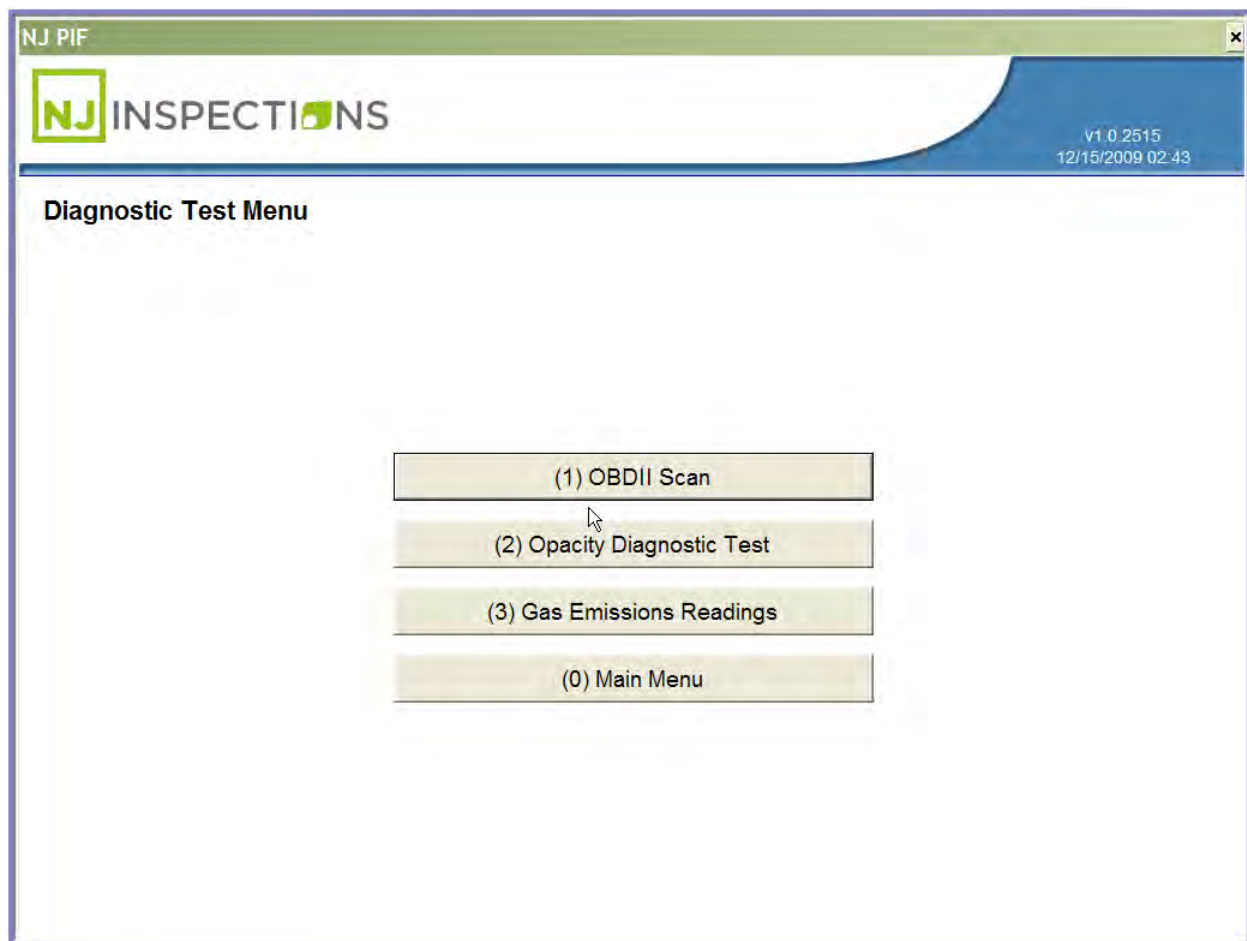 NJ PIF
NJ INSPECTIONS
v1.0.2515
12/15/2009 02:43
Diagnostic Test Menu
(1) OBDII Scan
(2) Opacity Diagnostic Test
(3) Gas Emissions Readings
(0) Main Menu